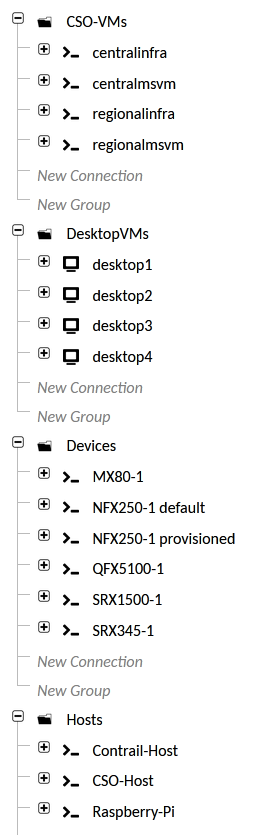 CSO-VMs
centralinfra
centralmsvm
regionalinfra
regionalmsvm
New Connection
New Group
DesktopVMs
desktop1
desktop2
desktop3
desktop4
New Connection
New Group
Devices
MX80-1
NFX250-1 default
NFX250-1 provisioned
QFX5100-1
SRX1500-1
SRX345-1
New Connection
New Group
Hosts
Contrail-Host
CSO-Host
Raspberry-Pi